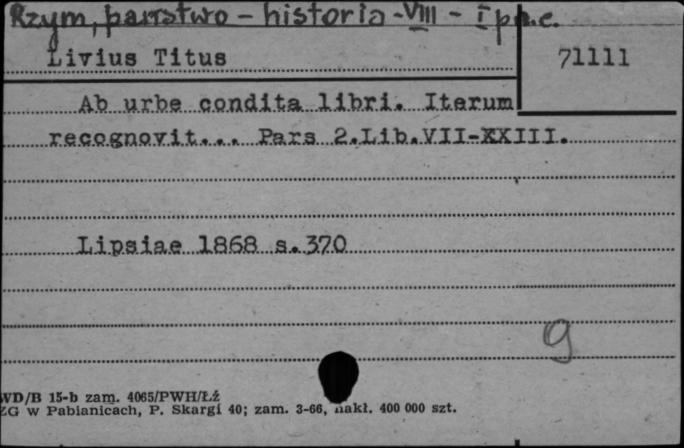 Rzym, państwo - historia - VIII - I p.n.e.
Livius Titus
71111
Ab urbe condita libri. Iterum
recognovit... Pars 2.Lib.VII-XXIII.
Lipsiae 1868 s.370
9
WD/B 15-b zam. 4065/PWH/Łź
ZG w Pabianicach, P. Skargi 40; zam. 3-66, nakł. 400 000 szt.